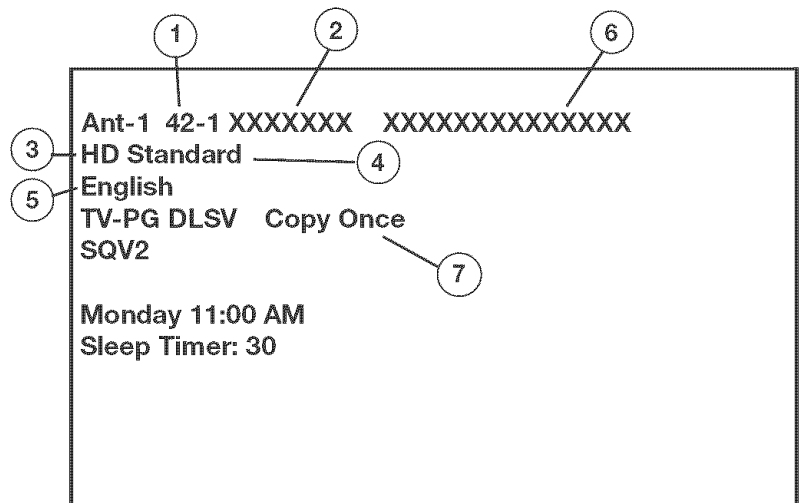 1 2 6
Ant-1 42-1 XXXXXXX XXXXXXXXXXXXXX
3 HD Standard 4
5 English
TV-PG DLSV Copy Once
SQV2
7
Monday 11:00 AM
Sleep Timer: 30